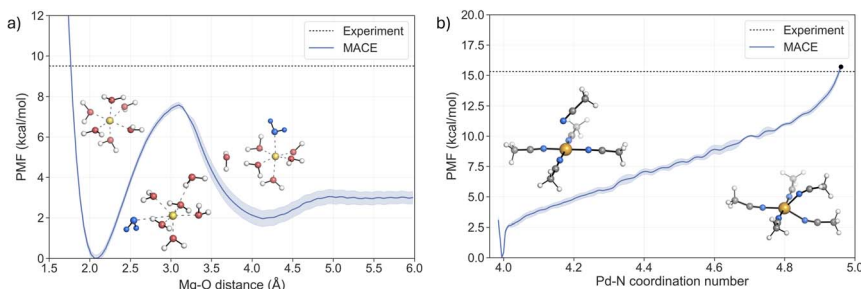 a)
12
10
8
6
4
2
0
PMF (kcal/mol)
Experiment
MACE
1.5 2.0 2.5 3.0 3.5 4.0 4.5 5.0 5.5 6.0
Mg-O distance (Å)
b)
20.0
17.5
15.0
12.5
10.0
7.5
5.0
2.5
0.0
PMF (kcal/mol)
Experiment
MACE
4.0 4.2 4.4 4.6 4.8 5.0
Pd-N coordination number